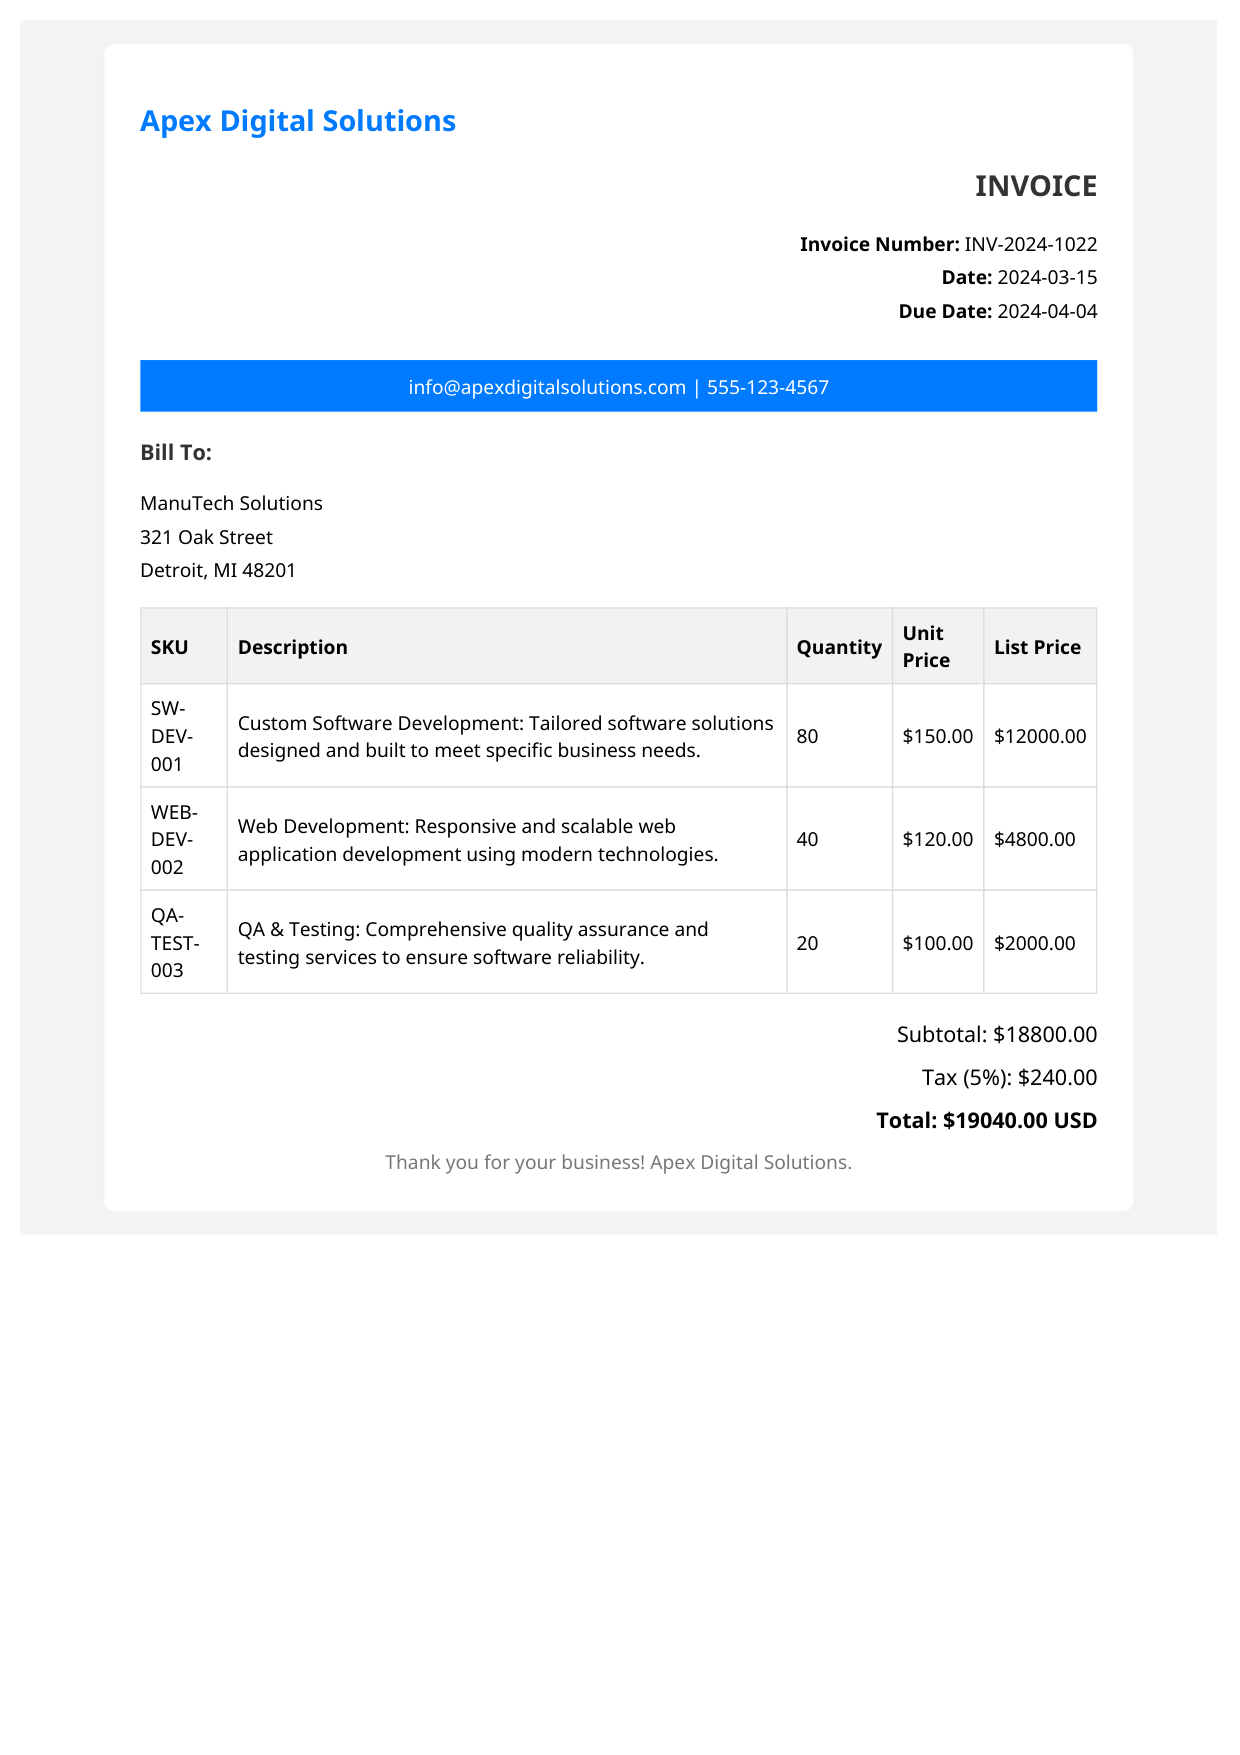 Apex Digital Solutions
INVOICE
Invoice Number: INV-2024-1022
Date: 2024-03-15
Due Date: 2024-04-04
info@apexdigitalsolutions.com | 555-123-4567
Bill To:
ManuTech Solutions
321 Oak Street
Detroit, MI 48201
SKU
Description
Quantity
Unit
Price
List Price
SW-
DEV-
001
Custom Software Development: Tailored software solutions
designed and built to meet specific business needs.
80
$150.00
$12000.00
WEB-
DEV-
002
Web Development: Responsive and scalable web
application development using modern technologies.
40
$120.00
$4800.00
QA-
TEST-
003
QA & Testing: Comprehensive quality assurance and
testing services to ensure software reliability.
20
$100.00
$2000.00
Subtotal: $18800.00
Tax (5%): $240.00
Total: $19040.00 USD
Thank you for your business! Apex Digital Solutions.